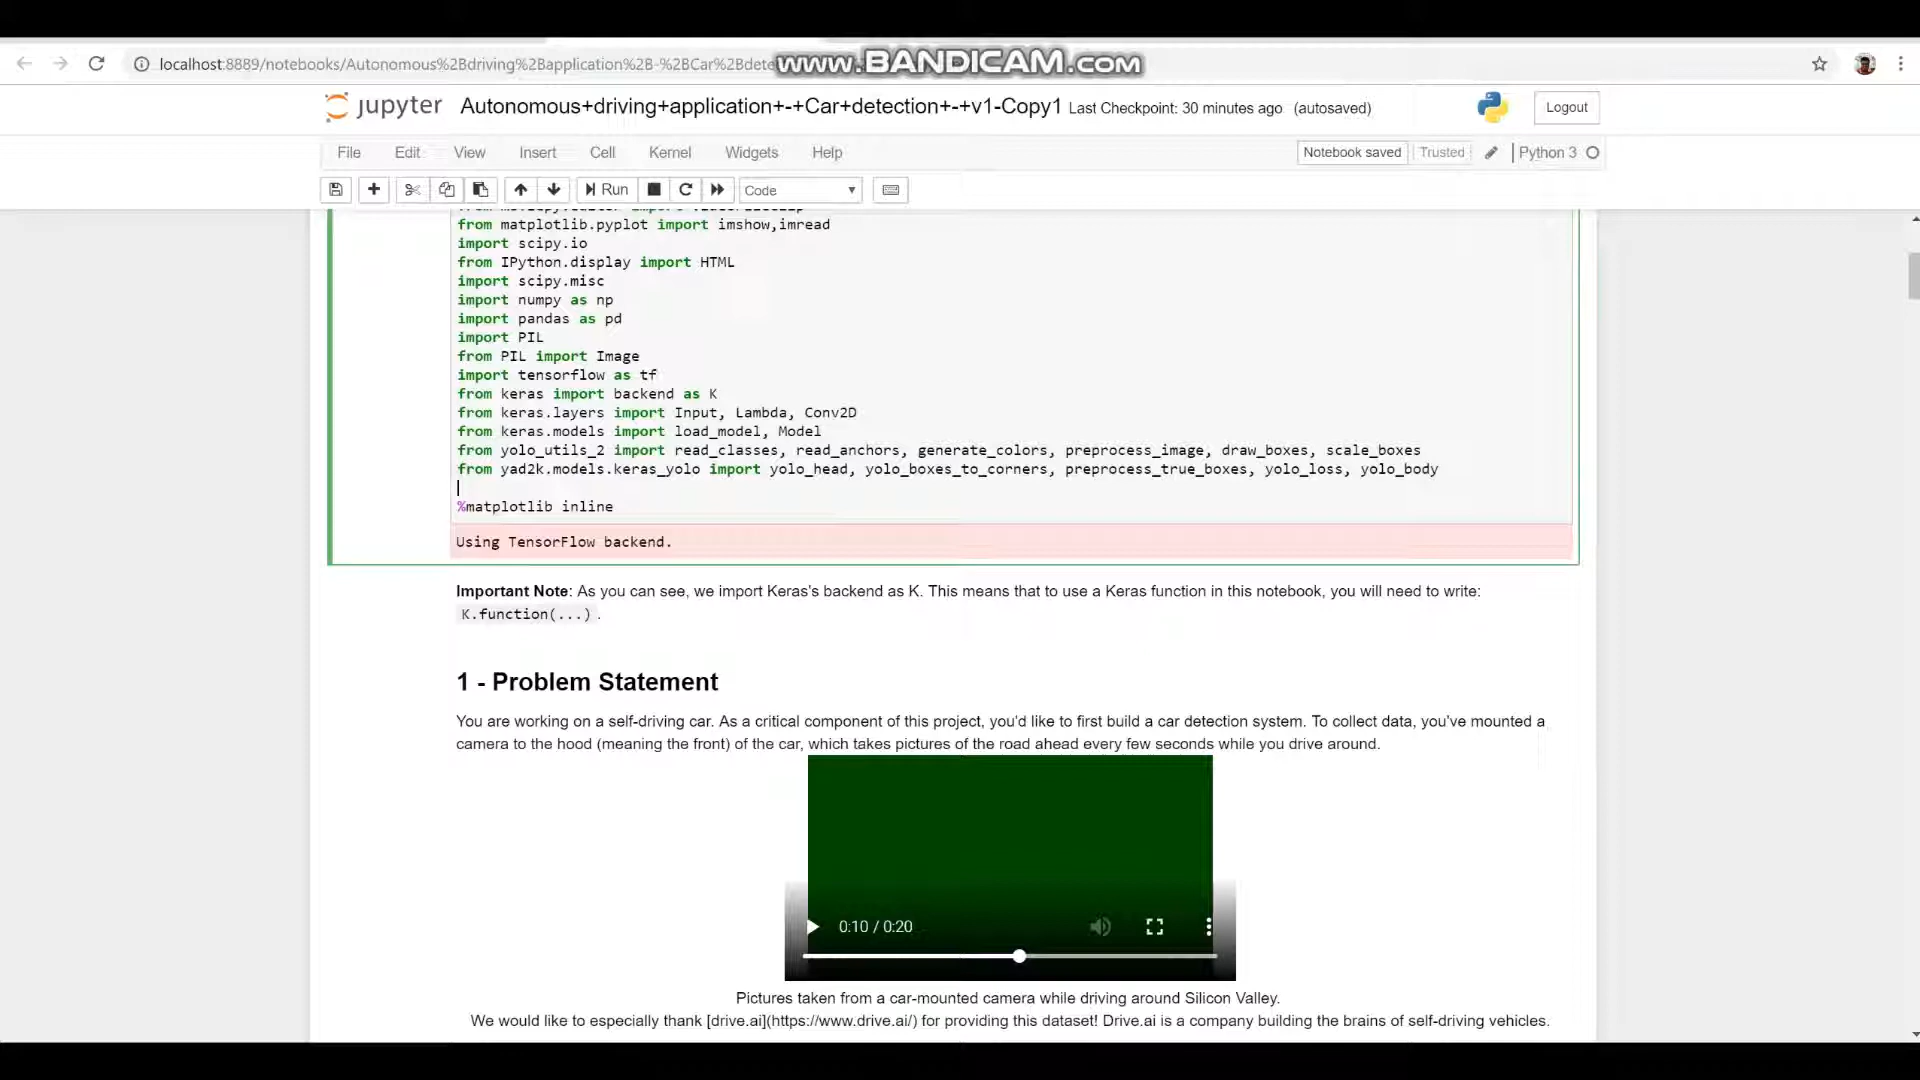 localhost:8889/notebooks/Autonomous%2Bdriving%2Bapplication%2B-%2BCar%2Bdete
www.BANDICAM.com
jupyter Autonomous+driving+application+-+Car+detection+-+v1-Copy1 Last Checkpoint: 30 minutes ago (autosaved)
Logout
File Edit View Insert Cell Kernel Widgets Help
Notebook saved Trusted Python 3
Run Code
from matplotlib.pyplot import imshow,imread
import scipy.io
from IPython.display import HTML
import scipy.misc
import numpy as np
import pandas as pd
import PIL
from PIL import Image
import tensorflow as tf
from keras import backend as K
from keras.layers import Input, Lambda, Conv2D
from keras.models import load_model, Model
from yolo_utils_2 import read_classes, read_anchors, generate_colors, preprocess_image, draw_boxes, scale_boxes
from yad2k.models.keras_yolo import yolo_head, yolo_boxes_to_corners, preprocess_true_boxes, yolo_loss, yolo_body
%matplotlib inline
Using TensorFlow backend.
Important Note: As you can see, we import Keras's backend as K. This means that to use a Keras function in this notebook, you will need to write:
K.function(...) .
1 - Problem Statement
You are working on a self-driving car. As a critical component of this project, you'd like to first build a car detection system. To collect data, you've mounted a
camera to the hood (meaning the front) of the car, which takes pictures of the road ahead every few seconds while you drive around.
0:10 / 0:20
Pictures taken from a car-mounted camera while driving around Silicon Valley.
We would like to especially thank [drive.ai](https://www.drive.ai/) for providing this dataset! Drive.ai is a company building the brains of self-driving vehicles.